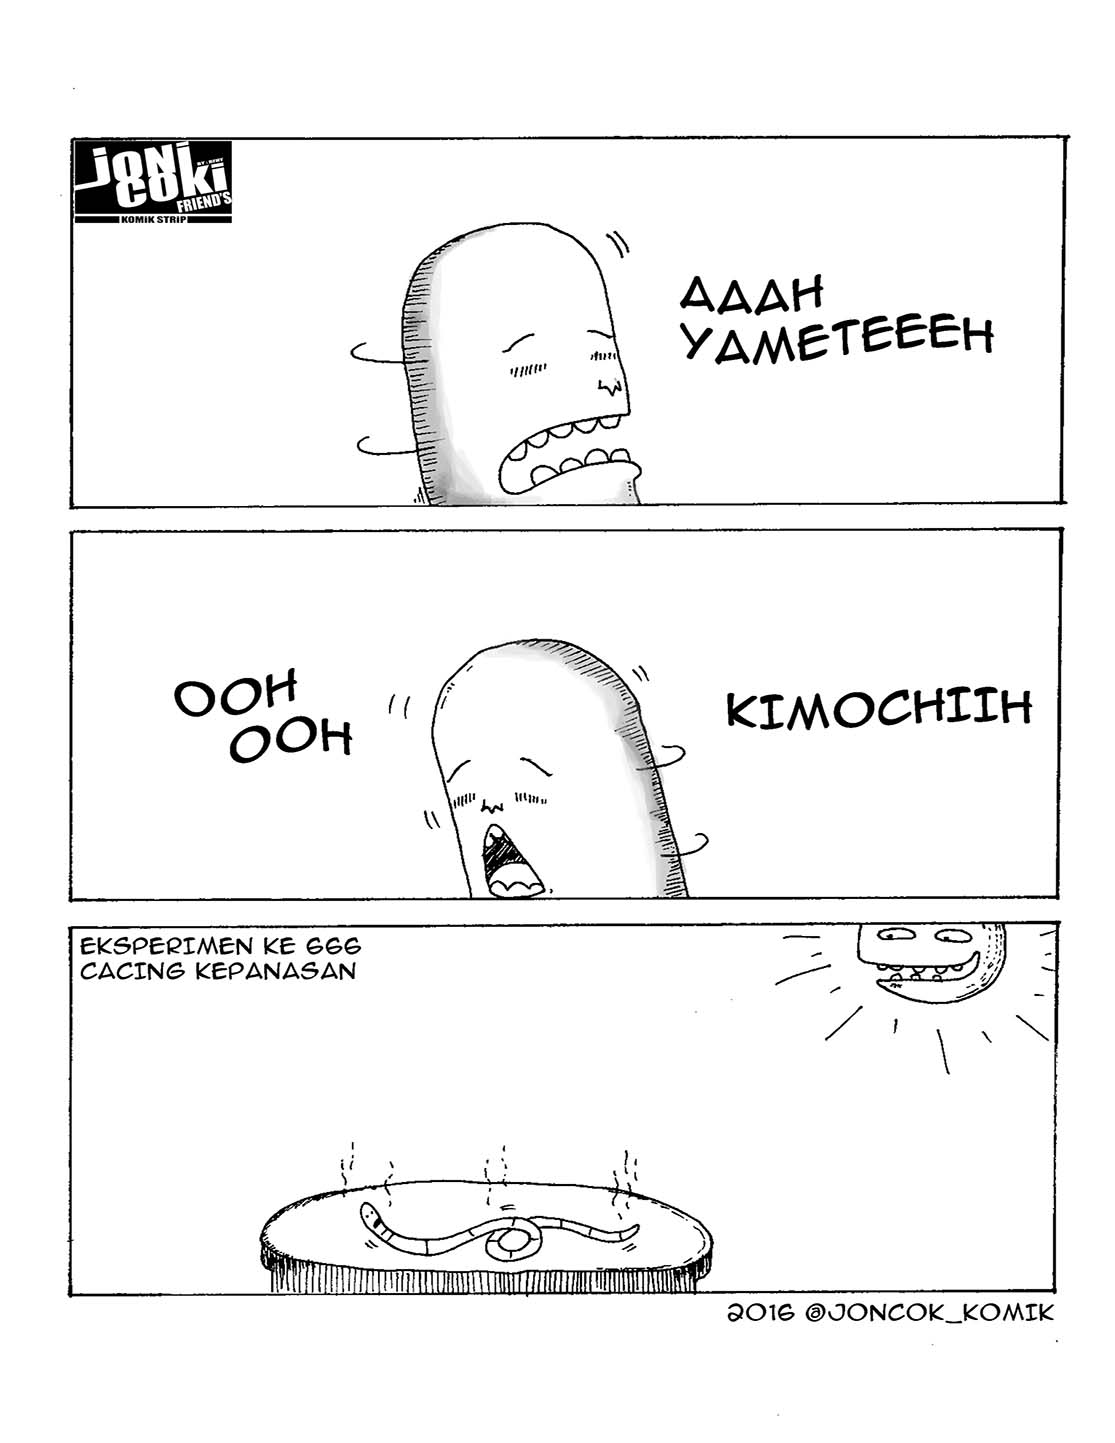 JONI
COKI
FRIEND'S
KOMIK STRIP
AAAH
YAMETEEEH
OOH
OOH
KIMOCHIIH
EKSPERIMEN KE 666
CACING KEPANASAN
2016 @JONCOK_KOMIK